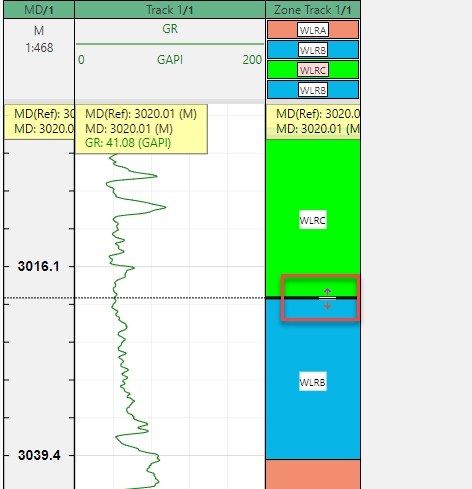 MD/1
Track 1/1
Zone Track 1/1
M
1:468
GR
0 GAPI 200
WLRA
WLRB
WLRC
WLRB
MD(Ref): 30
MD: 3020.0
MD(Ref): 3020.01 (M)
MD: 3020.01 (M)
GR: 41.08 (GAPI)
MD(Ref): 3020.0
MD: 3020.01 (M
WLRC
3016.1
WLRB
3039.4